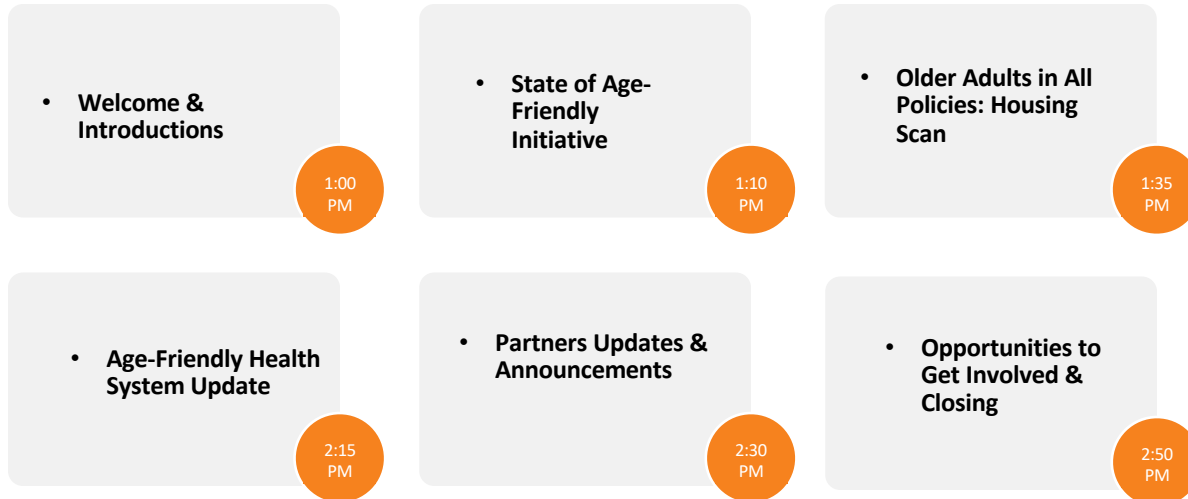 • Welcome &
Introductions
1:00
PM
• State of Age-
Friendly
Initiative
1:10
PM
• Older Adults in All
Policies: Housing
Scan
1:35
PM
• Age-Friendly Health
System Update
2:15
PM
• Partners Updates &
Announcements
2:30
PM
• Opportunities to
Get Involved &
Closing
2:50
PM